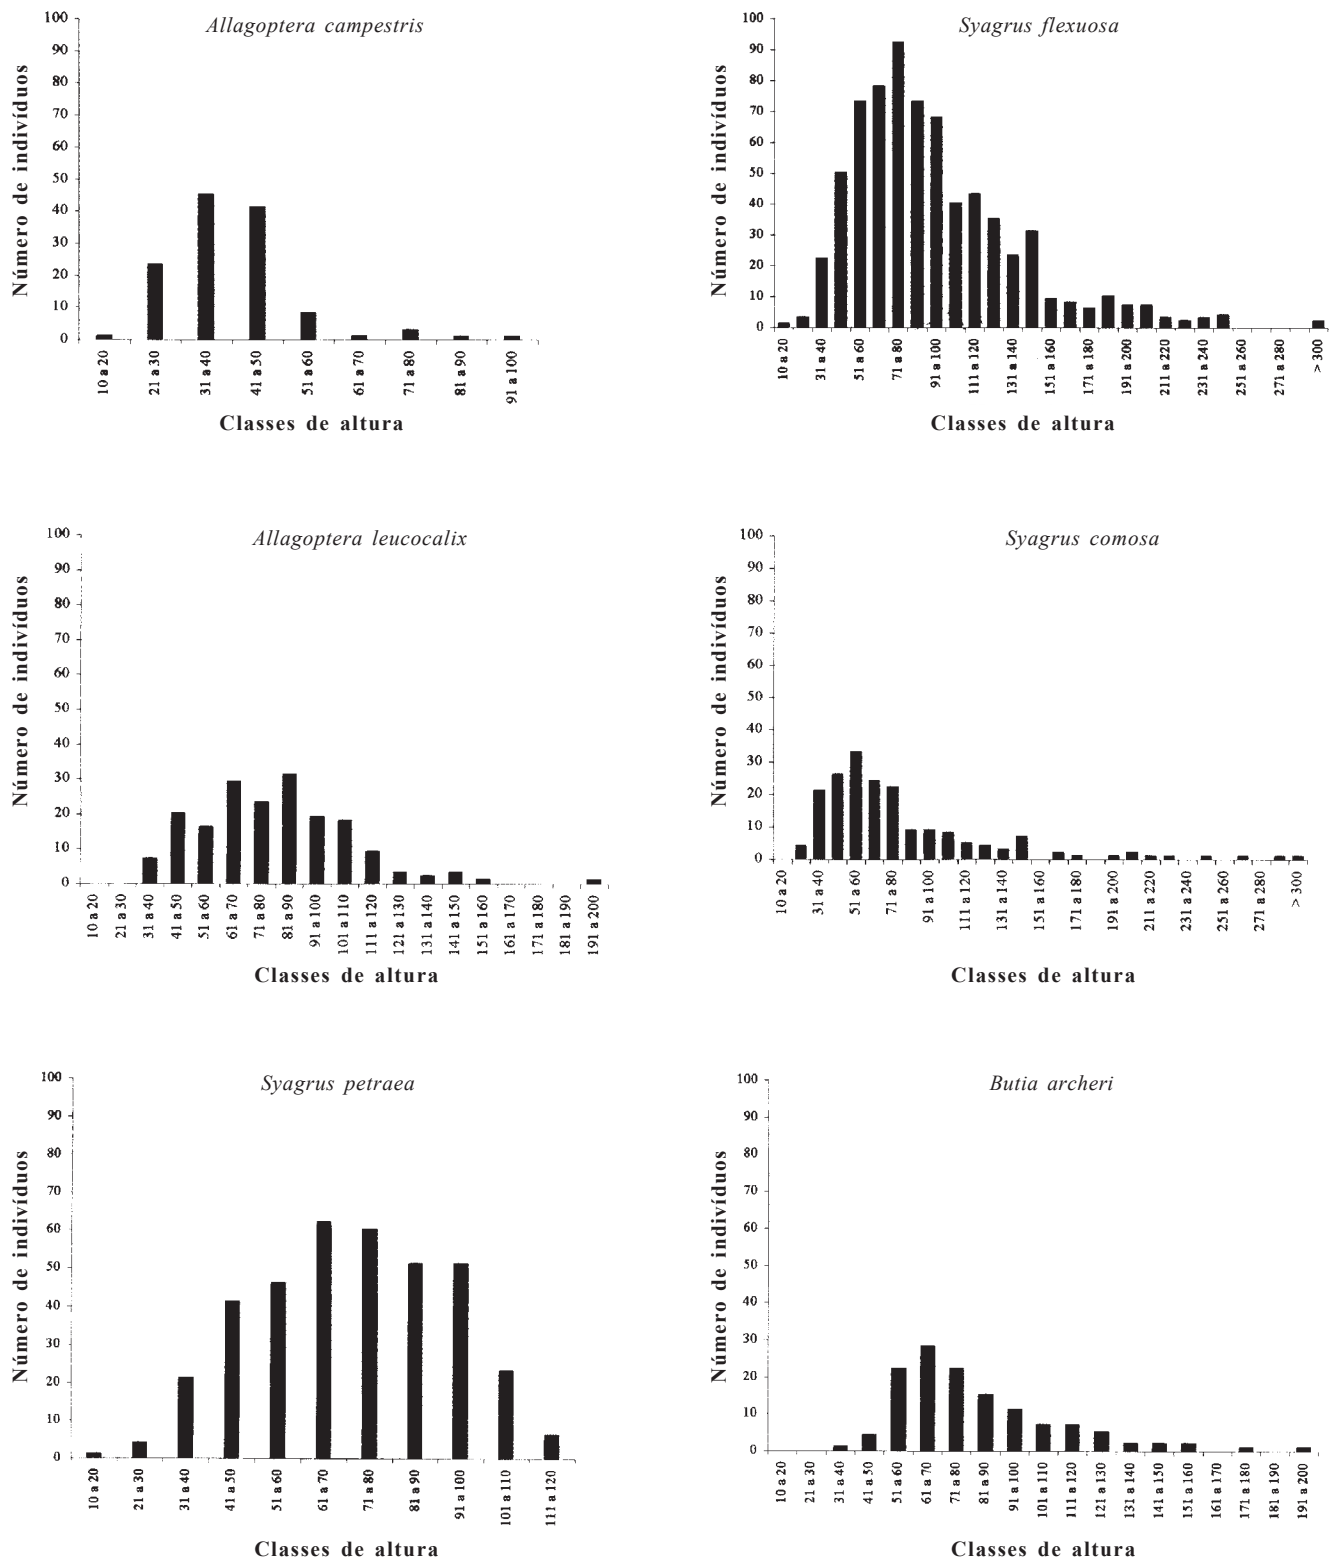 Allagoptera campestris
100
90
80
70
60
50
40
30
20
10
0
Número de indivíduos
10 a 20
21 a 30
31 a 40
41 a 50
51 a 60
61 a 70
71 a 80
81 a 90
91 a 100
Classes de altura
Syagrus flexuosa
100
90
80
70
60
50
40
30
20
10
0
Número de indivíduos
10 a 20
31 a 40
51 a 60
71 a 80
91 a 100
111 a 120
131 a 140
151 a 160
171 a 180
191 a 200
211 a 220
231 a 240
251 a 260
271 a 280
> 300
Classes de altura
Allagoptera leucocalix
100
90
80
70
60
50
40
30
20
10
0
Número de indivíduos
10 a 20
21 a 30
31 a 40
41 a 50
51 a 60
61 a 70
71 a 80
81 a 90
91 a 100
101 a 110
111 a 120
121 a 130
131 a 140
141 a 150
151 a 160
161 a 170
171 a 180
181 a 190
191 a 200
Classes de altura
Syagrus comosa
100
90
80
70
60
50
40
30
20
10
0
Número de indivíduos
10 a 20
31 a 40
51 a 60
71 a 80
91 a 100
111 a 120
131 a 140
151 a 160
171 a 180
191 a 200
211 a 220
231 a 240
251 a 260
271 a 280
> 300
Classes de altura
Syagrus petraea
100
90
80
70
60
50
40
30
20
10
0
Número de indivíduos
10 a 20
21 a 30
31 a 40
41 a 50
51 a 60
61 a 70
71 a 80
81 a 90
91 a 100
101 a 110
111 a 120
Classes de altura
Butia archeri
100
90
80
70
60
50
40
30
20
10
0
Número de indivíduos
10 a 20
21 a 30
31 a 40
41 a 50
51 a 60
61 a 70
71 a 80
81 a 90
91 a 100
101 a 110
111 a 120
121 a 130
131 a 140
141 a 150
151 a 160
161 a 170
171 a 180
181 a 190
191 a 200
Classes de altura